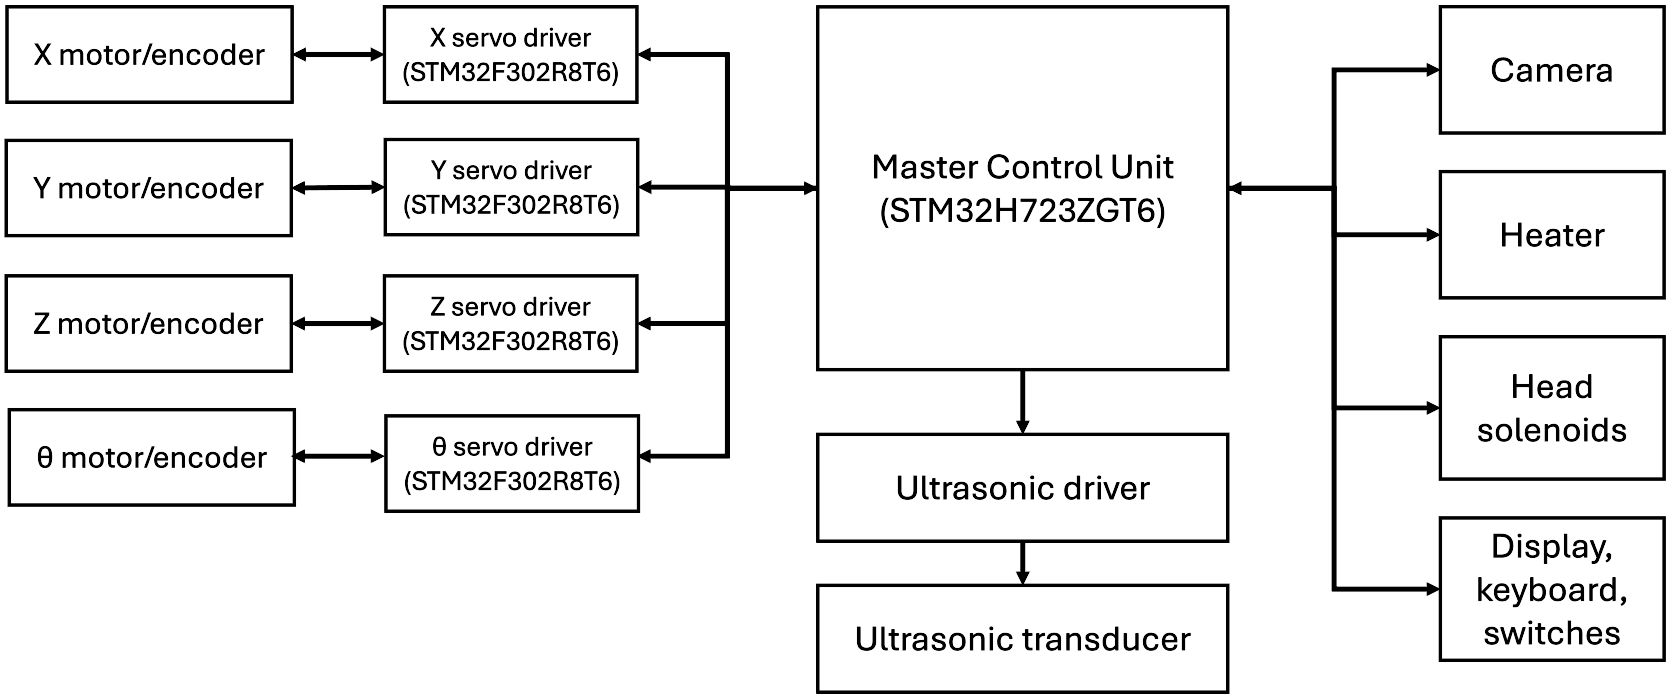 X motor/encoder
X servo driver
(STM32F302R8T6)
Y motor/encoder
Y servo driver
(STM32F302R8T6)
Z motor/encoder
Z servo driver
(STM32F302R8T6)
θ motor/encoder
θ servo driver
(STM32F302R8T6)
Master Control Unit
(STM32H723ZGT6)
Ultrasonic driver
Ultrasonic transducer
Camera
Heater
Head
solenoids
Display,
keyboard,
switches